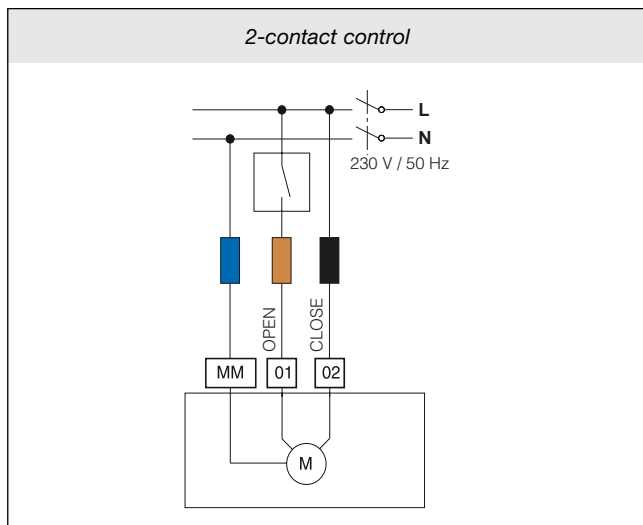 2-contact control
L
N
230 V / 50 Hz
OPEN
CLOSE
MM
01
02
M